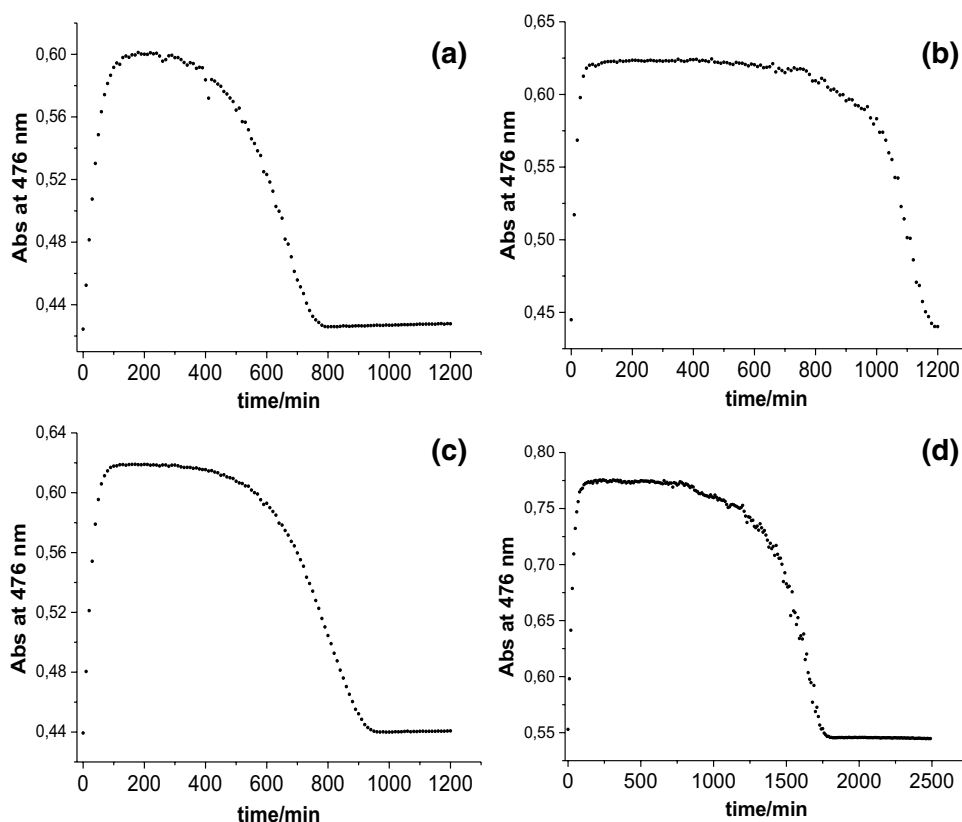 (a)
Abs at 476 nm
0,60
0,56
0,52
0,48
0,44
0 200 400 600 800 1000 1200
time/min
(b)
Abs at 476 nm
0,65
0,60
0,55
0,50
0,45
0 200 400 600 800 1000 1200
time/min
(c)
Abs at 476 nm
0,64
0,60
0,56
0,52
0,48
0,44
0 200 400 600 800 1000 1200
time/min
(d)
Abs at 476 nm
0,80
0,75
0,70
0,65
0,60
0,55
0 500 1000 1500 2000 2500
time/min